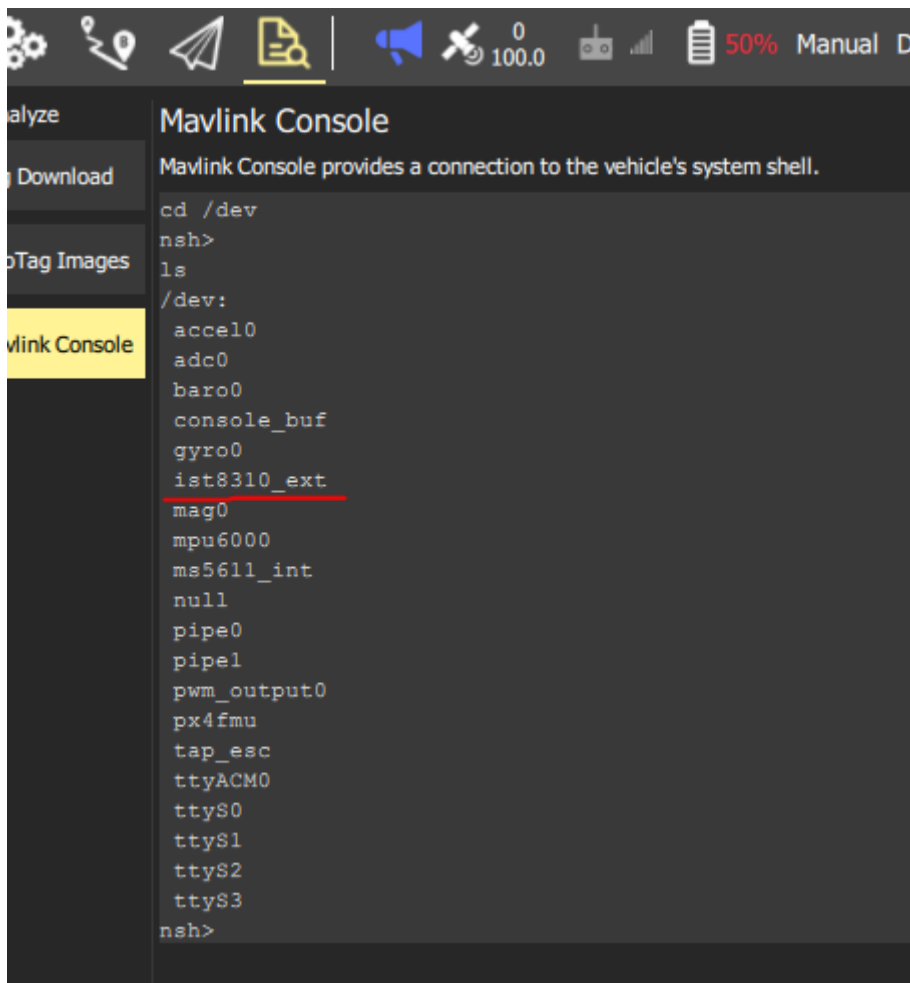 0
100.0
50%
Manual D
alyze
Mavlink Console
Mavlink Console provides a connection to the vehicle's system shell.
Download
oTag Images
vlink Console
cd /dev
nsh>
ls
/dev:
accel0
adc0
baro0
console_buf
gyro0
ist8310_ext
mag0
mpu6000
ms5611_int
null
pipe0
pipe1
pwm_output0
px4fmu
tap_esc
ttyACM0
ttyS0
ttyS1
ttyS2
ttyS3
nsh>